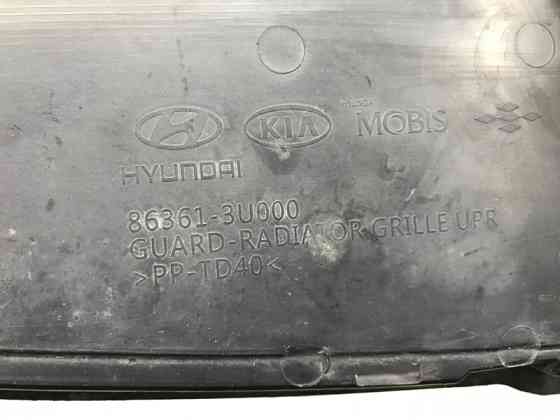 KIA
MOBIS
HYUNDAI
86361-3U000
GUARD-RADIATOR GRILLE UPR
>PP-TD40<